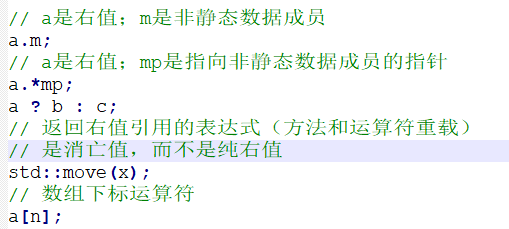 // a是右值；m是非静态数据成员
a.m;
// a是右值；mp是指向非静态数据成员的指针
a.*mp;
a ? b : c;
// 返回右值引用的表达式（方法和运算符重载）
// 是消亡值，而不是纯右值
std::move(x);
// 数组下标运算符
a[n];